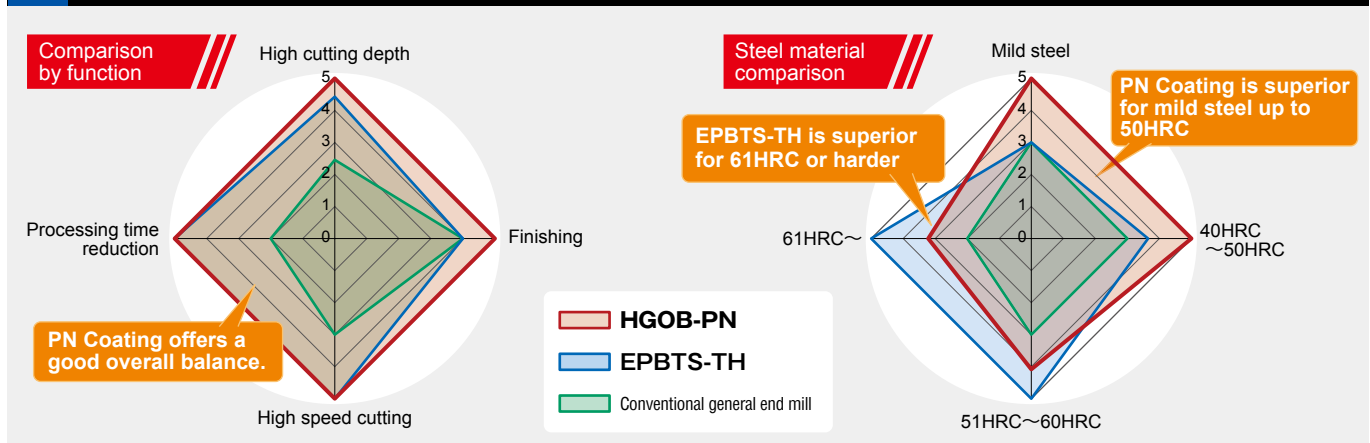 Comparison
by function
High cutting depth
5
4
3
2
1
0
Processing time
reduction
Finishing
PN Coating offers a
good overall balance.
High speed cutting
HGOB-PN
EPBTS-TH
Conventional general end mill
Steel material
comparison
Mild steel
5
4
3
2
1
0
PN Coating is superior
for mild steel up to
50HRC
EPBTS-TH is superior
for 61HRC or harder
61HRC～
40HRC
～50HRC
51HRC～60HRC